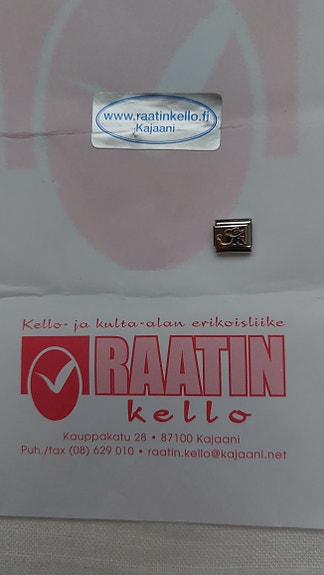 www.raatinkello.fi
Kajaani
Kello- ja kulta-alan erikoisliike
RAATIN
kello
Kauppakatu 28 • 87100 Kajaani
Puh./fax (08) 629 010 • raatin.kello@kajaani.net